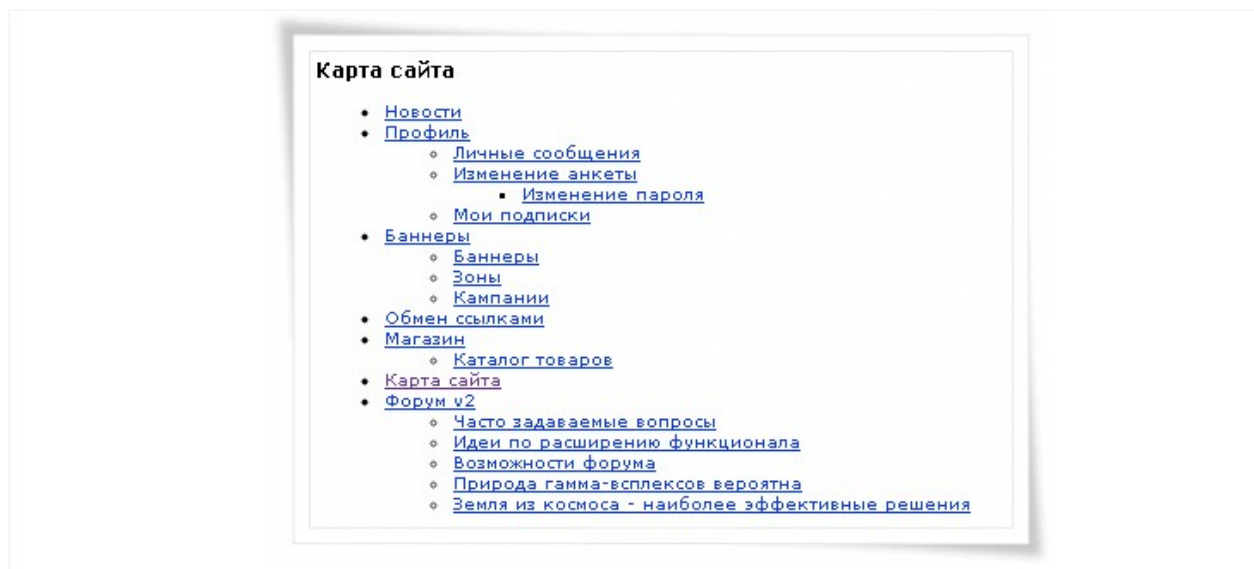 Карта сайта
Новости
Профиль
Личные сообщения
Изменение анкеты
Изменение пароля
Мои подписки
Баннеры
Баннеры
Зоны
Кампании
Обмен ссылками
Магазин
Каталог товаров
Карта сайта
Форум v2
Часто задаваемые вопросы
Идеи по расширению функционала
Возможности форума
Природа гамма-всплексов вероятна
Земля из космоса - наиболее эффективные решения